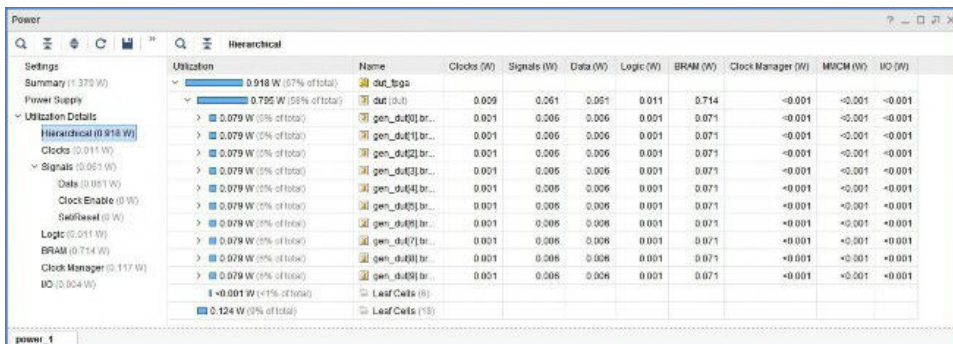 Power
Hierarchical
Settings
Summary (1.379 W)
Power Supply
Utilization Details
Hierarchical (0.918 W)
Clocks (0.011 W)
Signals (0.061 W)
Data (0.061 W)
Clock Enable (0 W)
Set/Reset (0 W)
Logic (0.011 W)
BRAM (0.714 W)
Clock Manager (0.117 W)
I/O (0.004 W)
Utilization Name Clocks (W) Signals (W) Data (W) Logic (W) BRAM (W) Clock Manager (W) MMCM (W) I/O (W)
0.918 W (67% of total) dut_fpga
0.795 W (58% of total) dut (dut) 0.009 0.061 0.061 0.011 0.714 <0.001 <0.001 <0.001
0.079 W (6% of total) gen_dut[0].br... 0.001 0.006 0.006 0.001 0.071 <0.001 <0.001 <0.001
0.079 W (6% of total) gen_dut[1].br... 0.001 0.006 0.006 0.001 0.071 <0.001 <0.001 <0.001
0.079 W (6% of total) gen_dut[2].br... 0.001 0.006 0.006 0.001 0.071 <0.001 <0.001 <0.001
0.079 W (6% of total) gen_dut[3].br... 0.001 0.006 0.006 0.001 0.071 <0.001 <0.001 <0.001
0.079 W (6% of total) gen_dut[4].br... 0.001 0.006 0.006 0.001 0.071 <0.001 <0.001 <0.001
0.079 W (6% of total) gen_dut[5].br... 0.001 0.006 0.006 0.001 0.071 <0.001 <0.001 <0.001
0.079 W (6% of total) gen_dut[6].br... 0.001 0.006 0.006 0.001 0.071 <0.001 <0.001 <0.001
0.079 W (6% of total) gen_dut[7].br... 0.001 0.006 0.006 0.001 0.071 <0.001 <0.001 <0.001
0.079 W (6% of total) gen_dut[8].br... 0.001 0.006 0.006 0.001 0.071 <0.001 <0.001 <0.001
0.079 W (6% of total) gen_dut[9].br... 0.001 0.006 0.006 0.001 0.071 <0.001 <0.001 <0.001
<0.001 W (<1% of total) Leaf Cells (6)
0.124 W (9% of total) Leaf Cells (18)
power_1